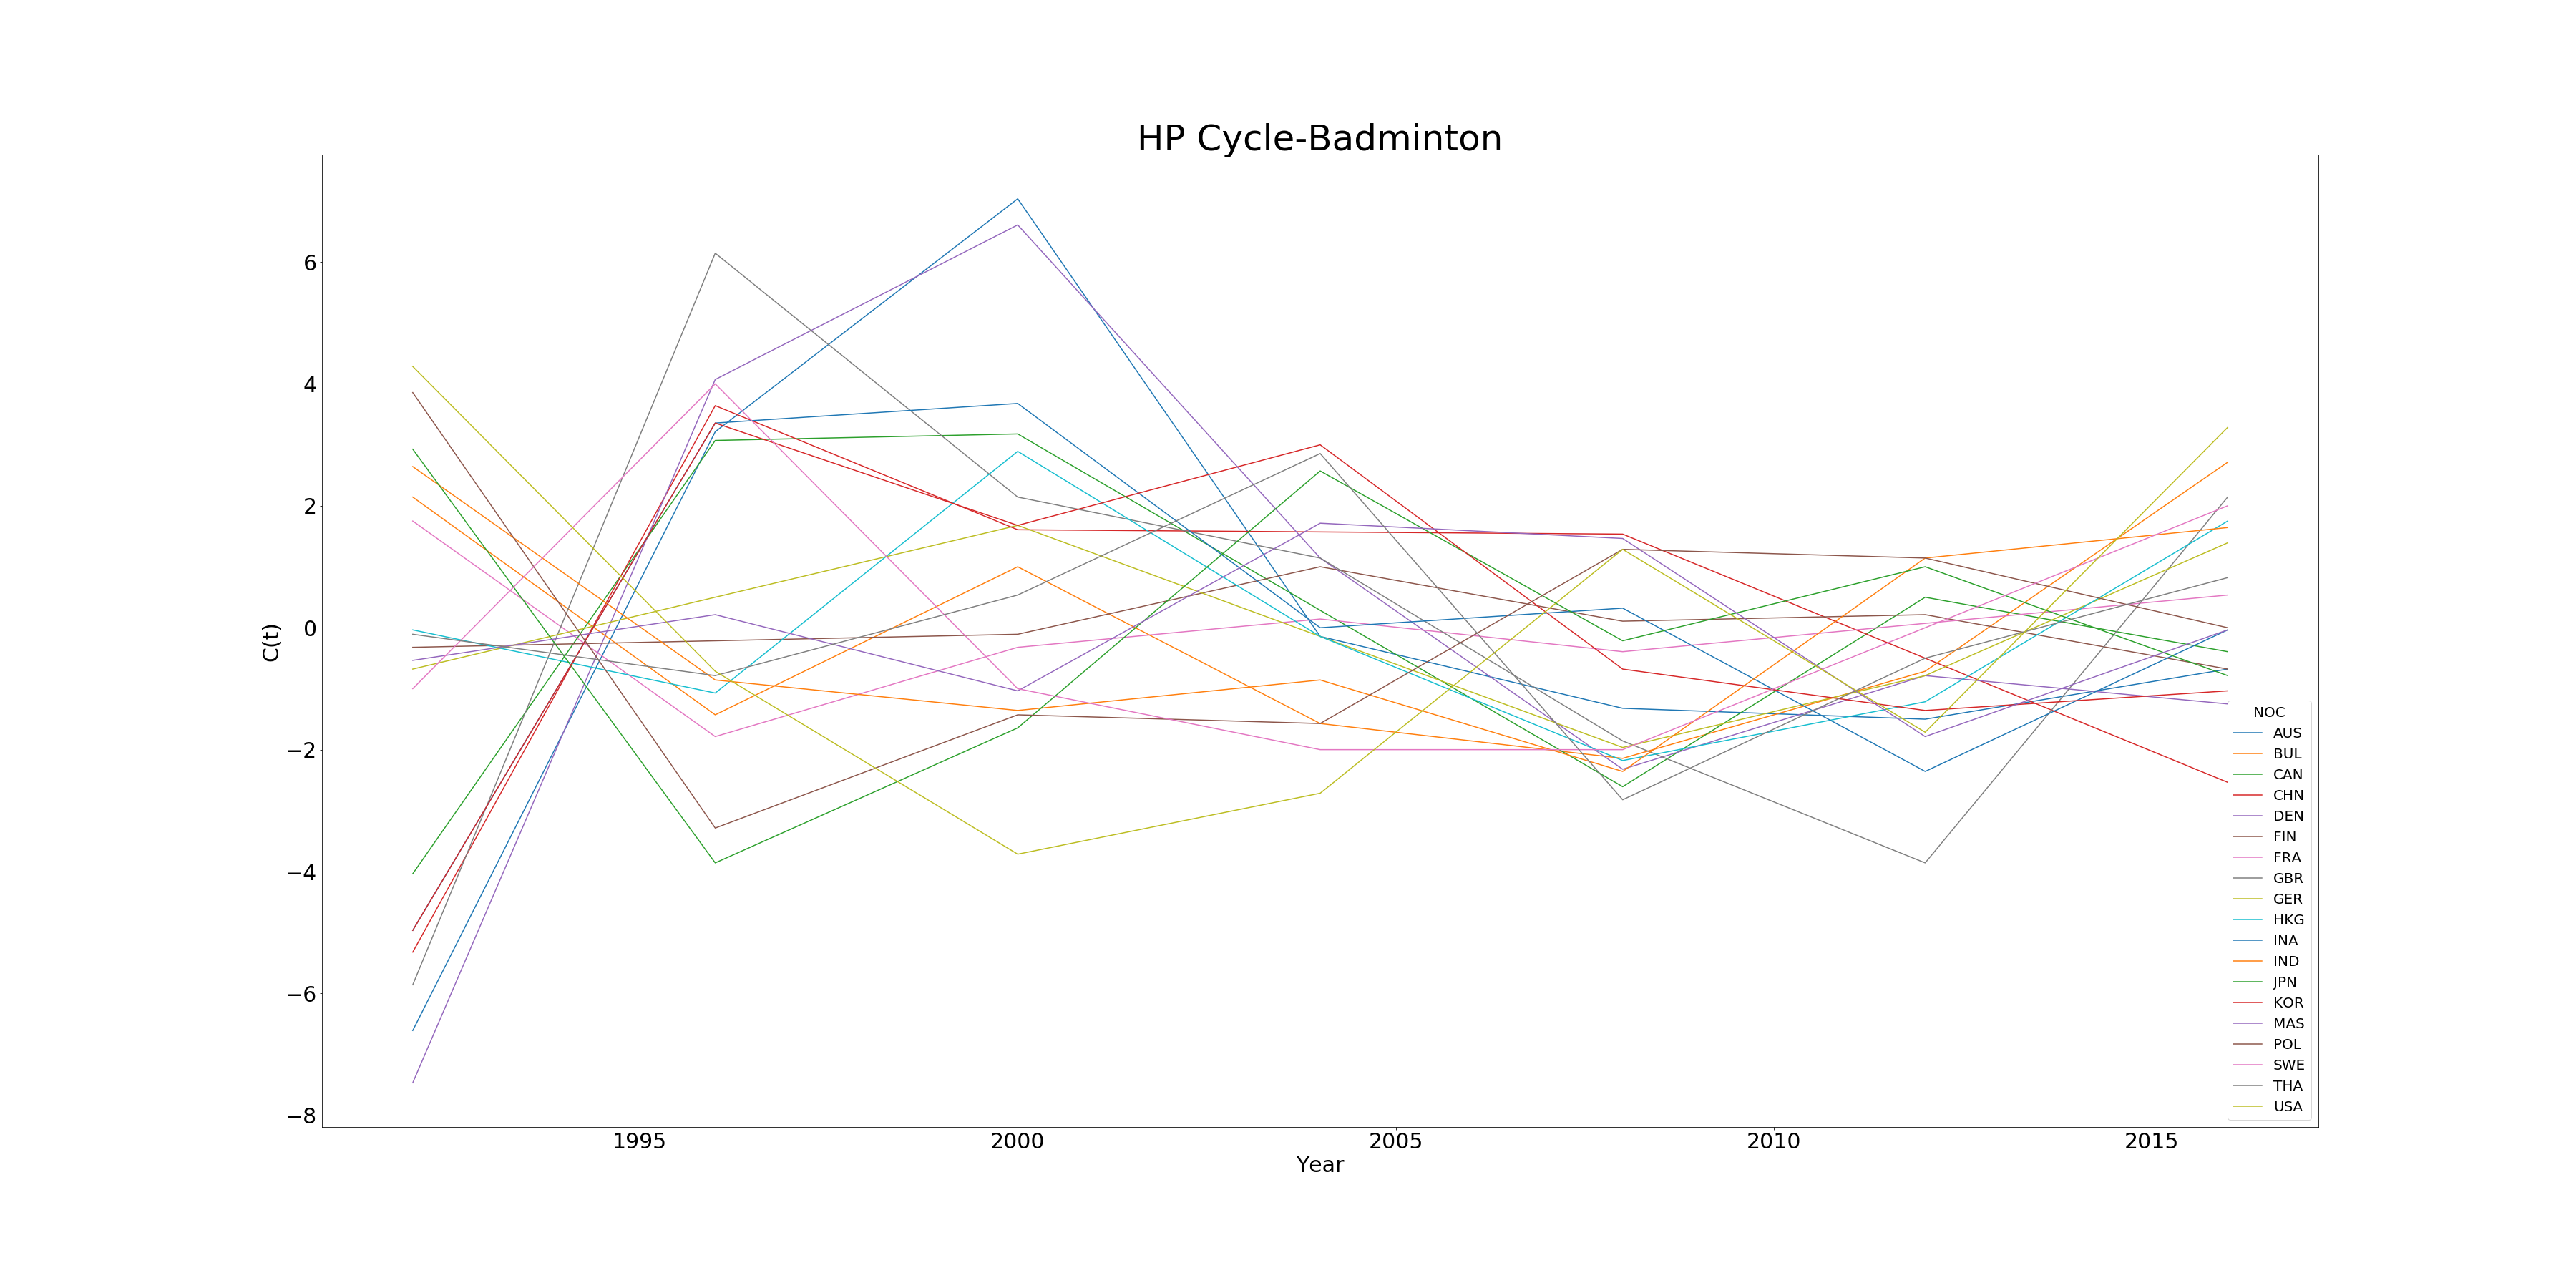 HP Cycle-Badminton
C(t)
6
4
2
0
−2
−4
−6
−8
1995 2000 2005 2010 2015
Year
NOC
AUS
BUL
CAN
CHN
DEN
FIN
FRA
GBR
GER
HKG
INA
IND
JPN
KOR
MAS
POL
SWE
THA
USA